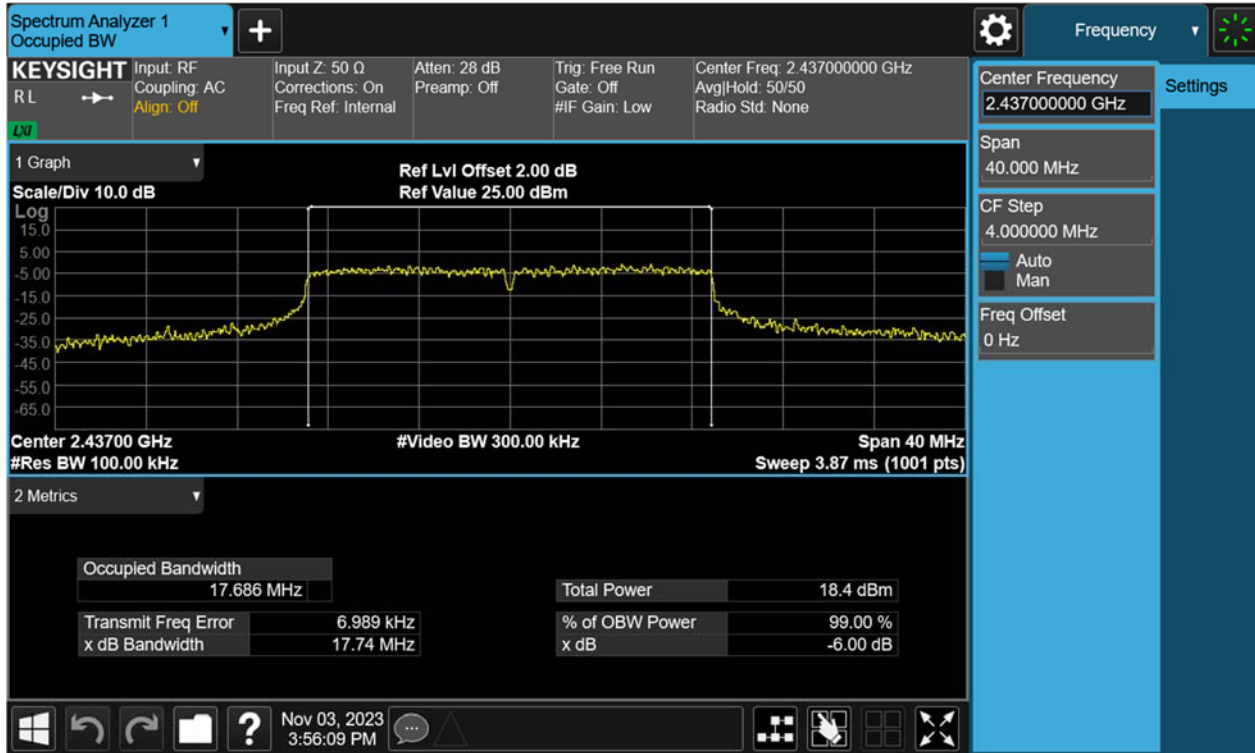 Spectrum Analyzer 1
Occupied BW
+
Frequency
KEYSIGHT
R L
LXI
Input: RF
Coupling: AC
Align: Off
Input Z: 50 Ω
Corrections: On
Freq Ref: Internal
Atten: 28 dB
Preamp: Off
Trig: Free Run
Gate: Off
#IF Gain: Low
Center Freq: 2.437000000 GHz
Avg|Hold: 50/50
Radio Std: None
Center Frequency
2.437000000 GHz
Settings
Span
40.000 MHz
CF Step
4.000000 MHz
Auto
Man
Freq Offset
0 Hz
1 Graph
Scale/Div 10.0 dB
Ref Lvl Offset 2.00 dB
Ref Value 25.00 dBm
Log
15.0
5.00
-5.00
-15.0
-25.0
-35.0
-45.0
-55.0
-65.0
Center 2.43700 GHz
#Video BW 300.00 kHz
Span 40 MHz
#Res BW 100.00 kHz
Sweep 3.87 ms (1001 pts)
2 Metrics
Occupied Bandwidth
17.686 MHz
Total Power 18.4 dBm
Transmit Freq Error 6.989 kHz
% of OBW Power 99.00 %
x dB Bandwidth 17.74 MHz
x dB -6.00 dB
?
Nov 03, 2023
3:56:09 PM